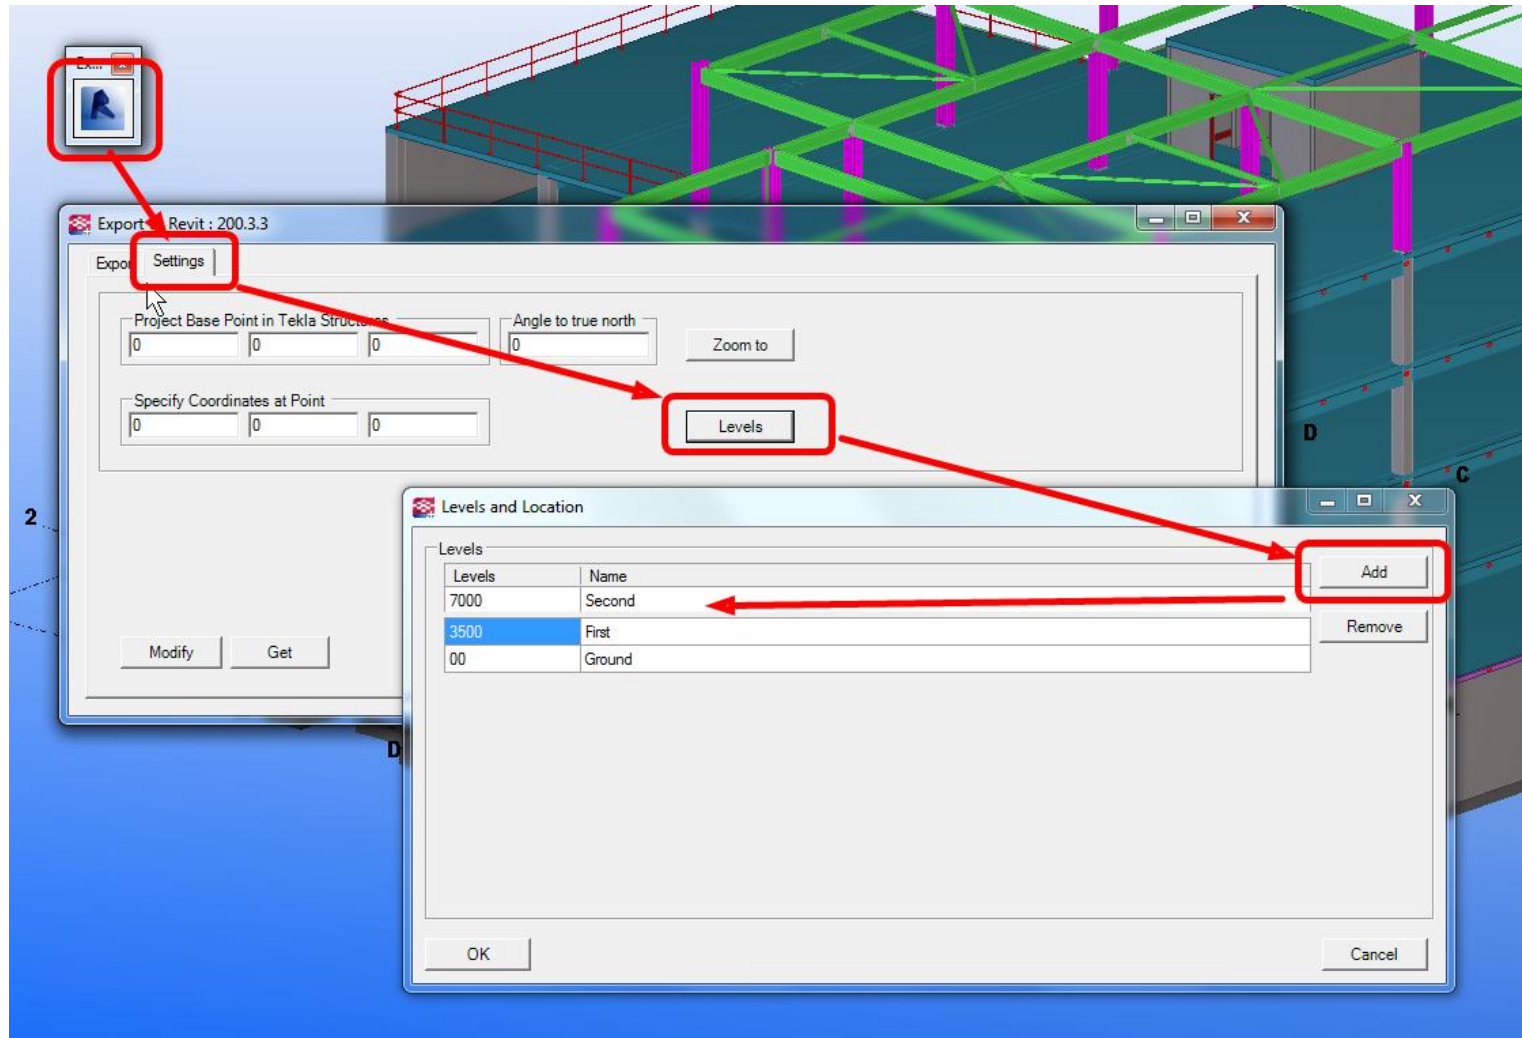 Ex...
R
Export Revit : 200.3.3
Settings
Project Base Point in Tekla Structures
Angle to true north
0 0 0 0
Zoom to
Specify Coordinates at Point
0 0 0
Levels
D
C
2
Levels and Location
Levels
Add
Levels Name
7000 Second
3500 First
Remove
00 Ground
Modify Get
D
OK Cancel